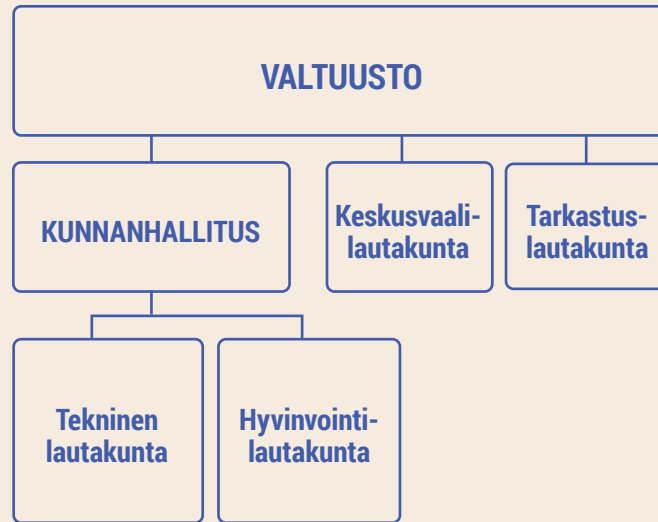 VALTUUSTO
KUNNANHALLITUS
Keskusvaali-
lautakunta
Tarkastus-
lautakunta
Tekninen
lautakunta
Hyvinvointi-
lautakunta